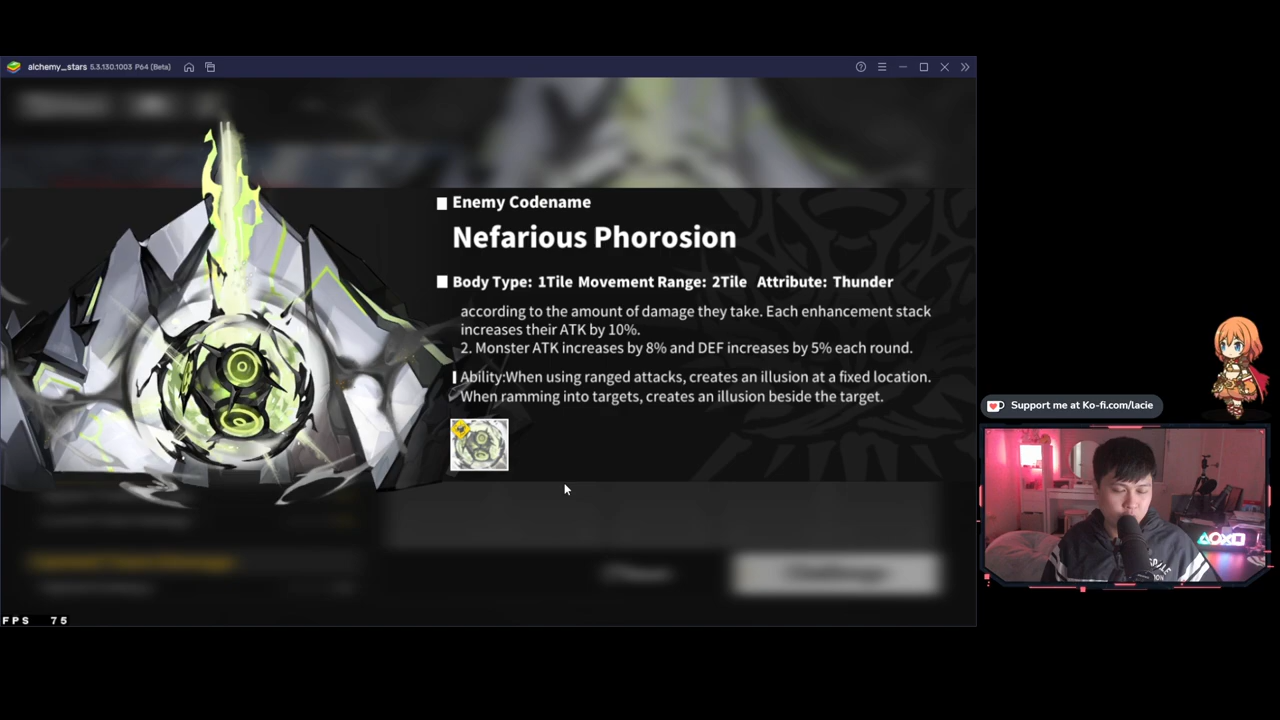 alchemy_stars 5.3.130.1003 P64 (Beta)
Enemy Codename
Nefarious Phorosion
Body Type: 1Tile Movement Range: 2Tile Attribute: Thunder
according to the amount of damage they take. Each enhancement stack
increases their ATK by 10%.
2. Monster ATK increases by 8% and DEF increases by 5% each round.
Ability:When using ranged attacks, creates an illusion at a fixed location.
When ramming into targets, creates an illusion beside the target.
Support me at Ko-fi.com/lacie
FPS 75